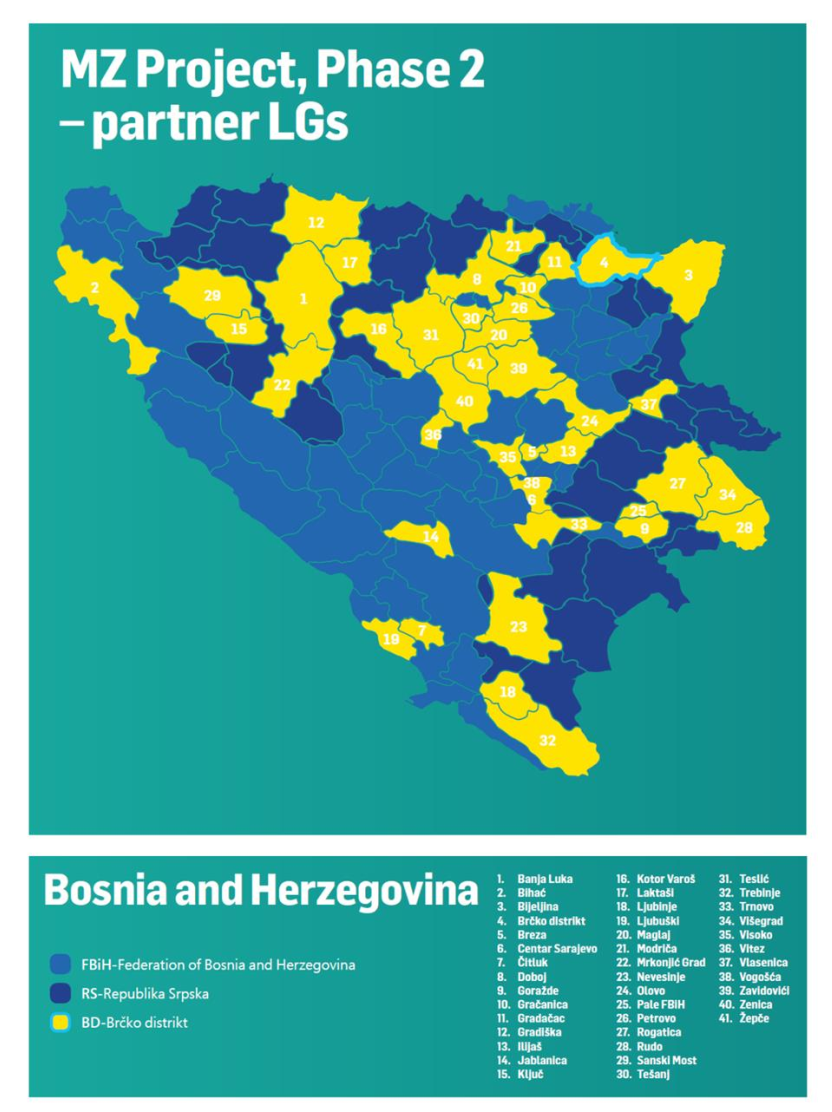 MZ Project, Phase 2
– partner LGs
12
21
17
11
4
3
2
8
10
29
1
26
30
15
16
31
20
41
39
22
40
37
24
36
35
5
13
38
27
6
34
25
33
9
28
14
23
7
19
18
32
Bosnia and Herzegovina
FBiH-Federation of Bosnia and Herzegovina
RS-Republika Srpska
BD-Brčko distrikt
1. Banja Luka
2. Bihać
3. Bijeljina
4. Brčko distrikt
5. Breza
6. Centar Sarajevo
7. Čitluk
8. Doboj
9. Goražde
10. Gračanica
11. Gradačac
12. Gradiška
13. Ilijaš
14. Jablanica
15. Ključ
16. Kotor Varoš
17. Laktaši
18. Ljubinje
19. Ljubuški
20. Maglaj
21. Modriča
22. Mrkonjić Grad
23. Nevesinje
24. Olovo
25. Pale FBIH
26. Petrovo
27. Rogatica
28. Rudo
29. Sanski Most
30. Tešanj
31. Teslić
32. Trebinje
33. Trnovo
34. Višegrad
35. Visoko
36. Vitez
37. Vlasenica
38. Vogošća
39. Zavidovići
40. Zenica
41. Žepče